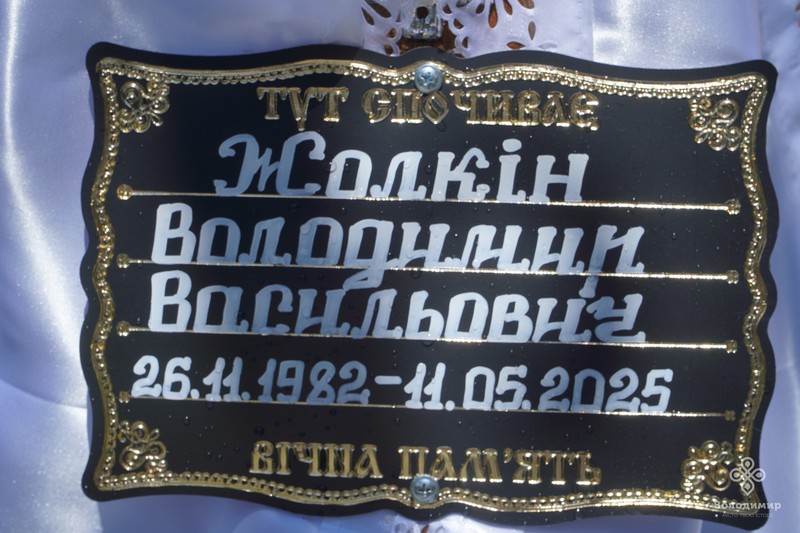 ТУТ СПОЧИВАЄ
Жолкін
Володимир
Васильович
26.11.1982-11.05.2025
ВІЧНА ПАМ'ЯТЬ
Володимир